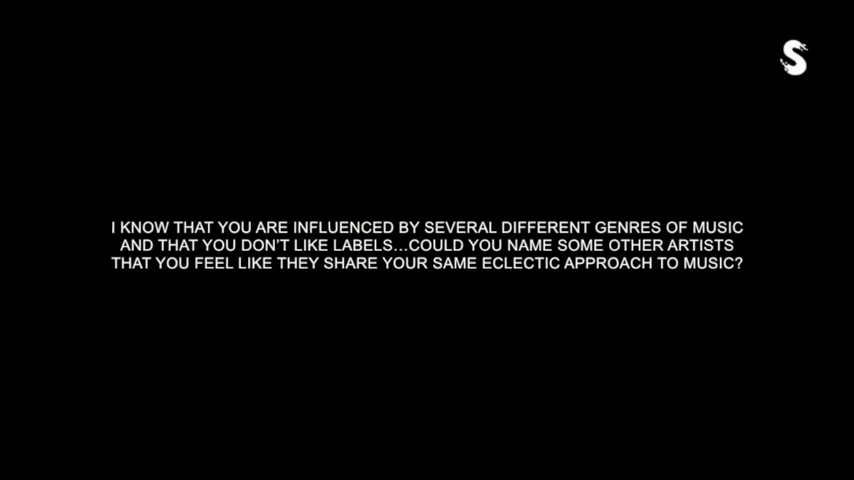 S
I KNOW THAT YOU ARE INFLUENCED BY SEVERAL DIFFERENT GENRES OF MUSIC
AND THAT YOU DON'T LIKE LABELS...COULD YOU NAME SOME OTHER ARTISTS
THAT YOU FEEL LIKE THEY SHARE YOUR SAME ECLECTIC APPROACH TO MUSIC?